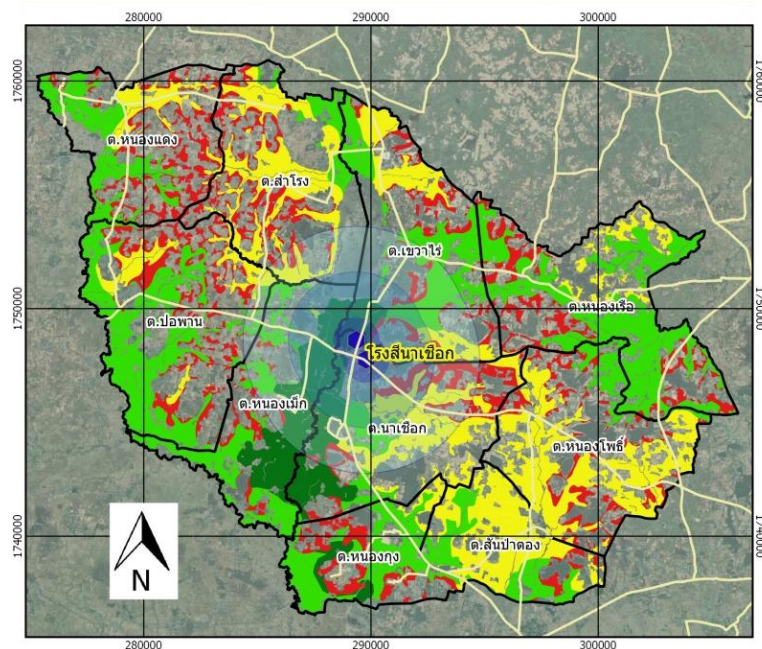 280000 290000 300000
1760000 1760000
ต.หนองแดง
ต.สำโรง
ต.เขวาไร่
1750000 1750000
ต.หนองเรือ
ต.ปอพาน
โรงสีนาเชือก
ต.หนองเม็ก
ต.นาเชือก
ต.หนองโพธิ์
1740000 1740000
ต.สันป่าตอง
ต.หนองกุง
N
280000 290000 300000